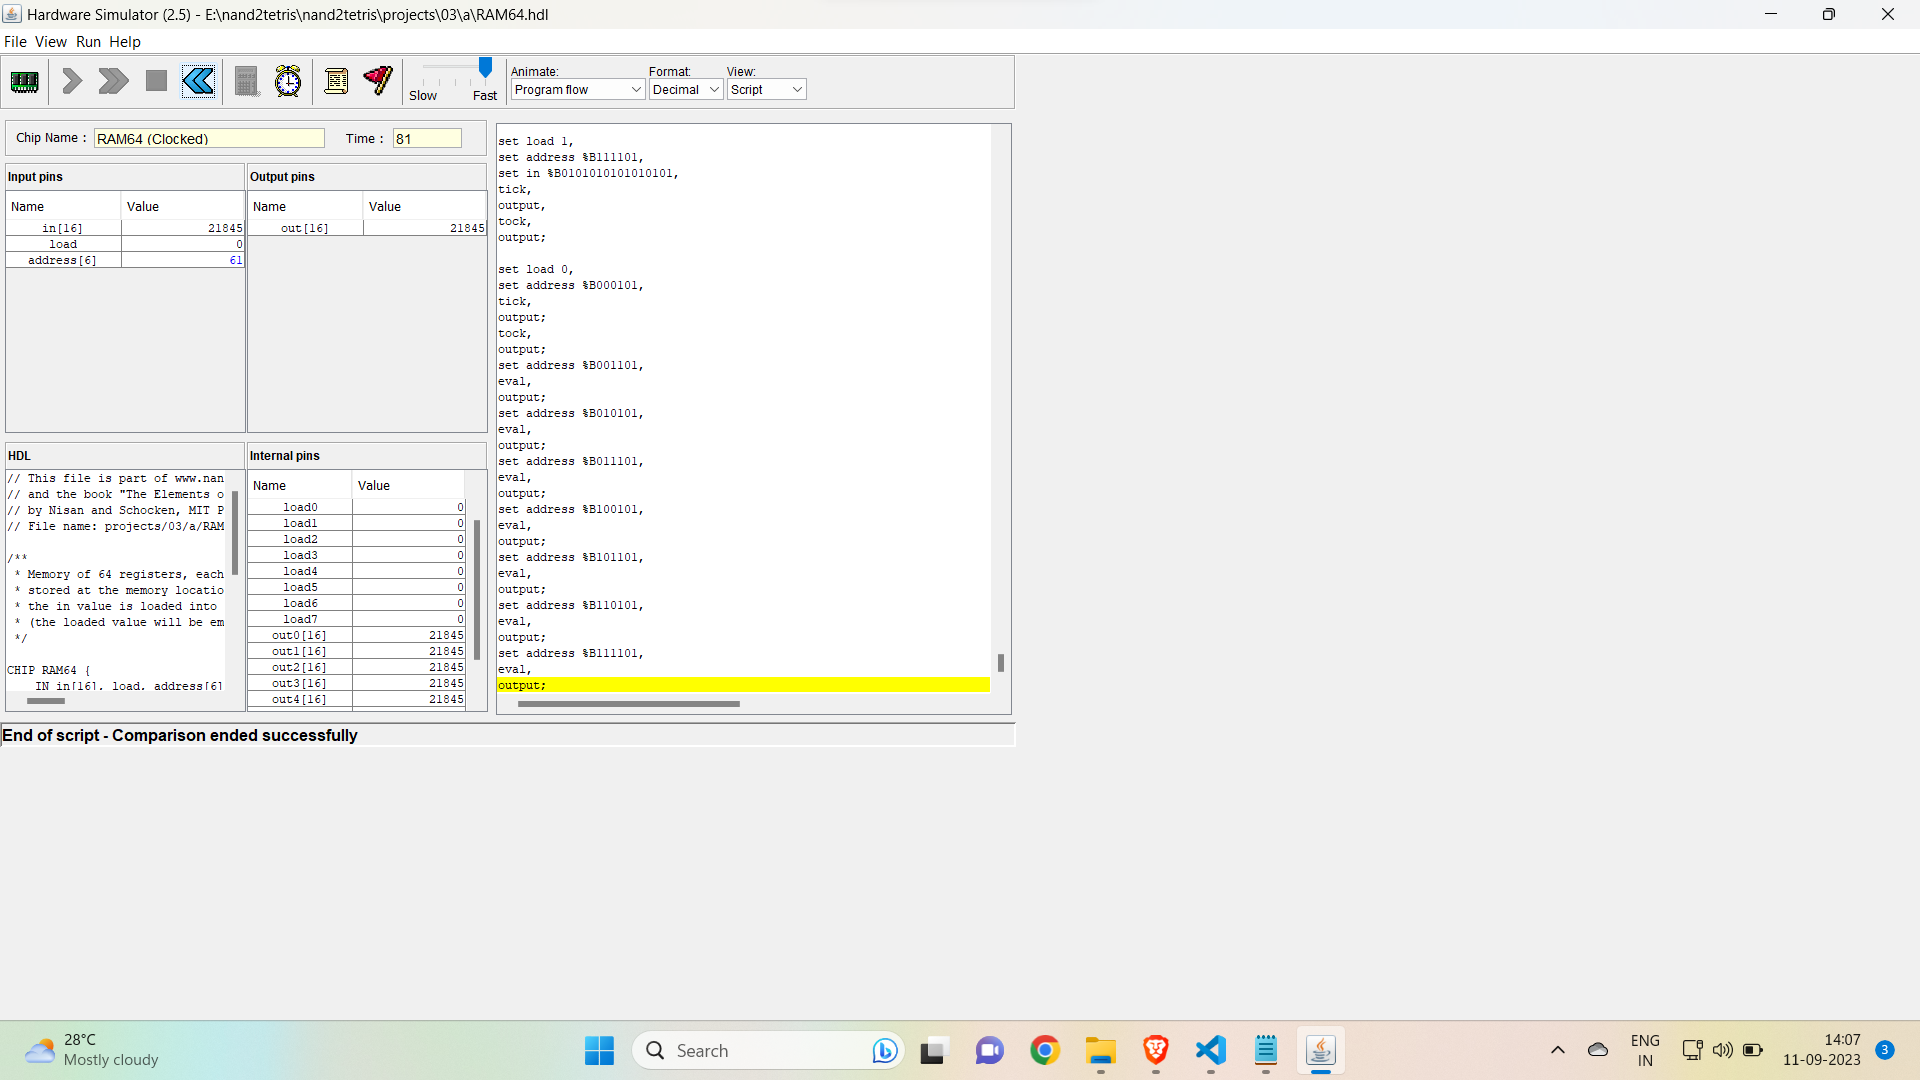 Hardware Simulator (2.5) - E:\nand2tetris\nand2tetris\projects\03\a\RAM64.hdl
File View Run Help
Slow Fast
Animate: Format: View:
Program flow Decimal Script
Chip Name : RAM64 (Clocked) Time : 81
Input pins
Name Value
in[16] 21845
load 0
address[6] 61
Output pins
Name Value
out[16] 21845
HDL
// This file is part of www.nan
// and the book "The Elements o
// by Nisan and Schocken, MIT P
// File name: projects/03/a/RAM
/**
* Memory of 64 registers, each
* stored at the memory locatio
* the in value is loaded into
* (the loaded value will be em
*/
CHIP RAM64 {
IN in[16], load, address[6]
Internal pins
Name Value
load0 0
load1 0
load2 0
load3 0
load4 0
load5 0
load6 0
load7 0
out0[16] 21845
out1[16] 21845
out2[16] 21845
out3[16] 21845
out4[16] 21845
set load 1,
set address %B111101,
set in %B0101010101010101,
tick,
output,
tock,
output;
set load 0,
set address %B000101,
tick,
output;
tock,
output;
set address %B001101,
eval,
output;
set address %B010101,
eval,
output;
set address %B011101,
eval,
output;
set address %B100101,
eval,
output;
set address %B101101,
eval,
output;
set address %B110101,
eval,
output;
set address %B111101,
eval,
output;
End of script - Comparison ended successfully
28°C
Mostly cloudy
Search
ENG
IN
14:07
11-09-2023
3